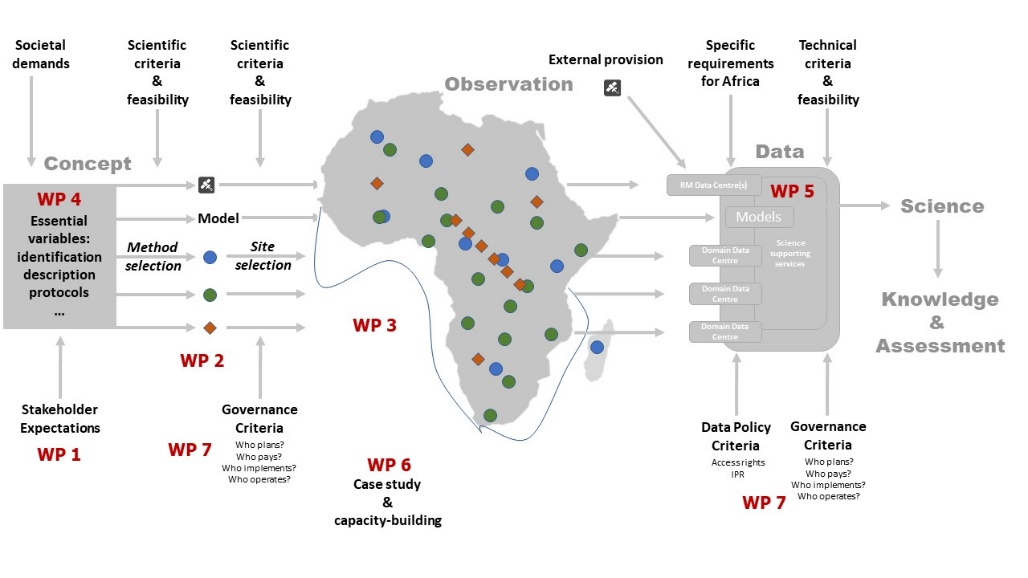 Societal
demands
Scientific
criteria
&
feasibility
Scientific
criteria
&
feasibility
External provision
Specific
requirements
for Africa
Technical
criteria
&
feasibility
Observation
Concept
Data
WP 4
Essential
variables:
identification
description
protocols
...
Model
Method
selection
Site
selection
WP 2
WP 3
RM Data Centre(s)
WP 5
Models
Domain Data
Centre
Science
supporting
services
Domain Data
Centre
Domain Data
Centre
Science
Knowledge
&
Assessment
Stakeholder
Expectations
WP 1
WP 7
Governance
Criteria
Who plans?
Who pays?
Who implements?
Who operates?
WP 6
Case study
&
capacity-building
Data Policy
Criteria
Access rights
IPR
Governance
Criteria
Who plans?
Who pays?
Who implements?
Who operates?
WP 7